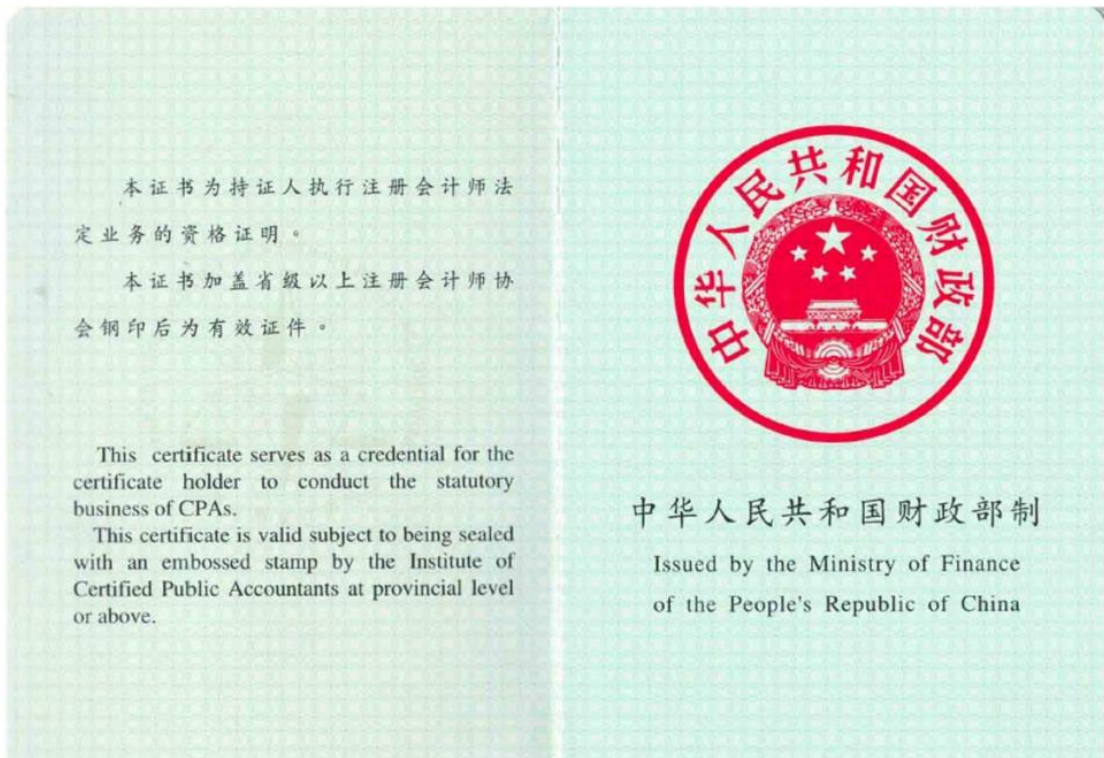 本证书为持证人执行注册会计师法
定业务的资格证明。
本证书加盖省级以上注册会计师协
会钢印后为有效证件。
This certificate serves as a credential for the
certificate holder to conduct the statutory
business of CPAs.
This certificate is valid subject to being sealed
with an embossed stamp by the Institute of
Certified Public Accountants at provincial level
or above.
中华人民共和国财政部
中华人民共和国财政部制
Issued by the Ministry of Finance
of the People's Republic of China